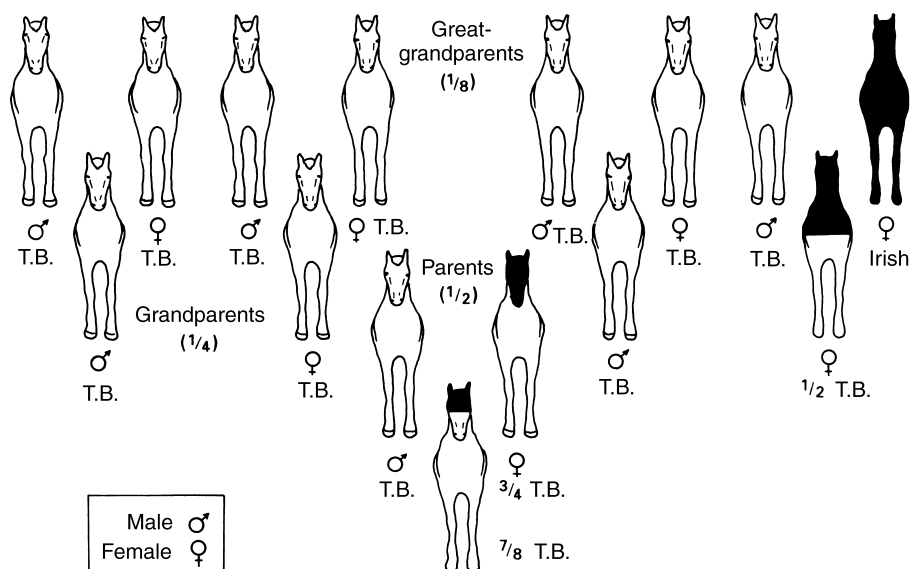 Great-
grandparents
(1/8)
♂ T.B.
♀ T.B.
♂ T.B.
♀ T.B.
♂ T.B.
♀ T.B.
♂ T.B.
♀ Irish
Grandparents
(1/4)
♂ T.B.
♀ T.B.
♂ T.B.
♀ 1/2 T.B.
Parents
(1/2)
♂ T.B.
♀ 3/4 T.B.
7/8 T.B.
Male ♂
Female ♀